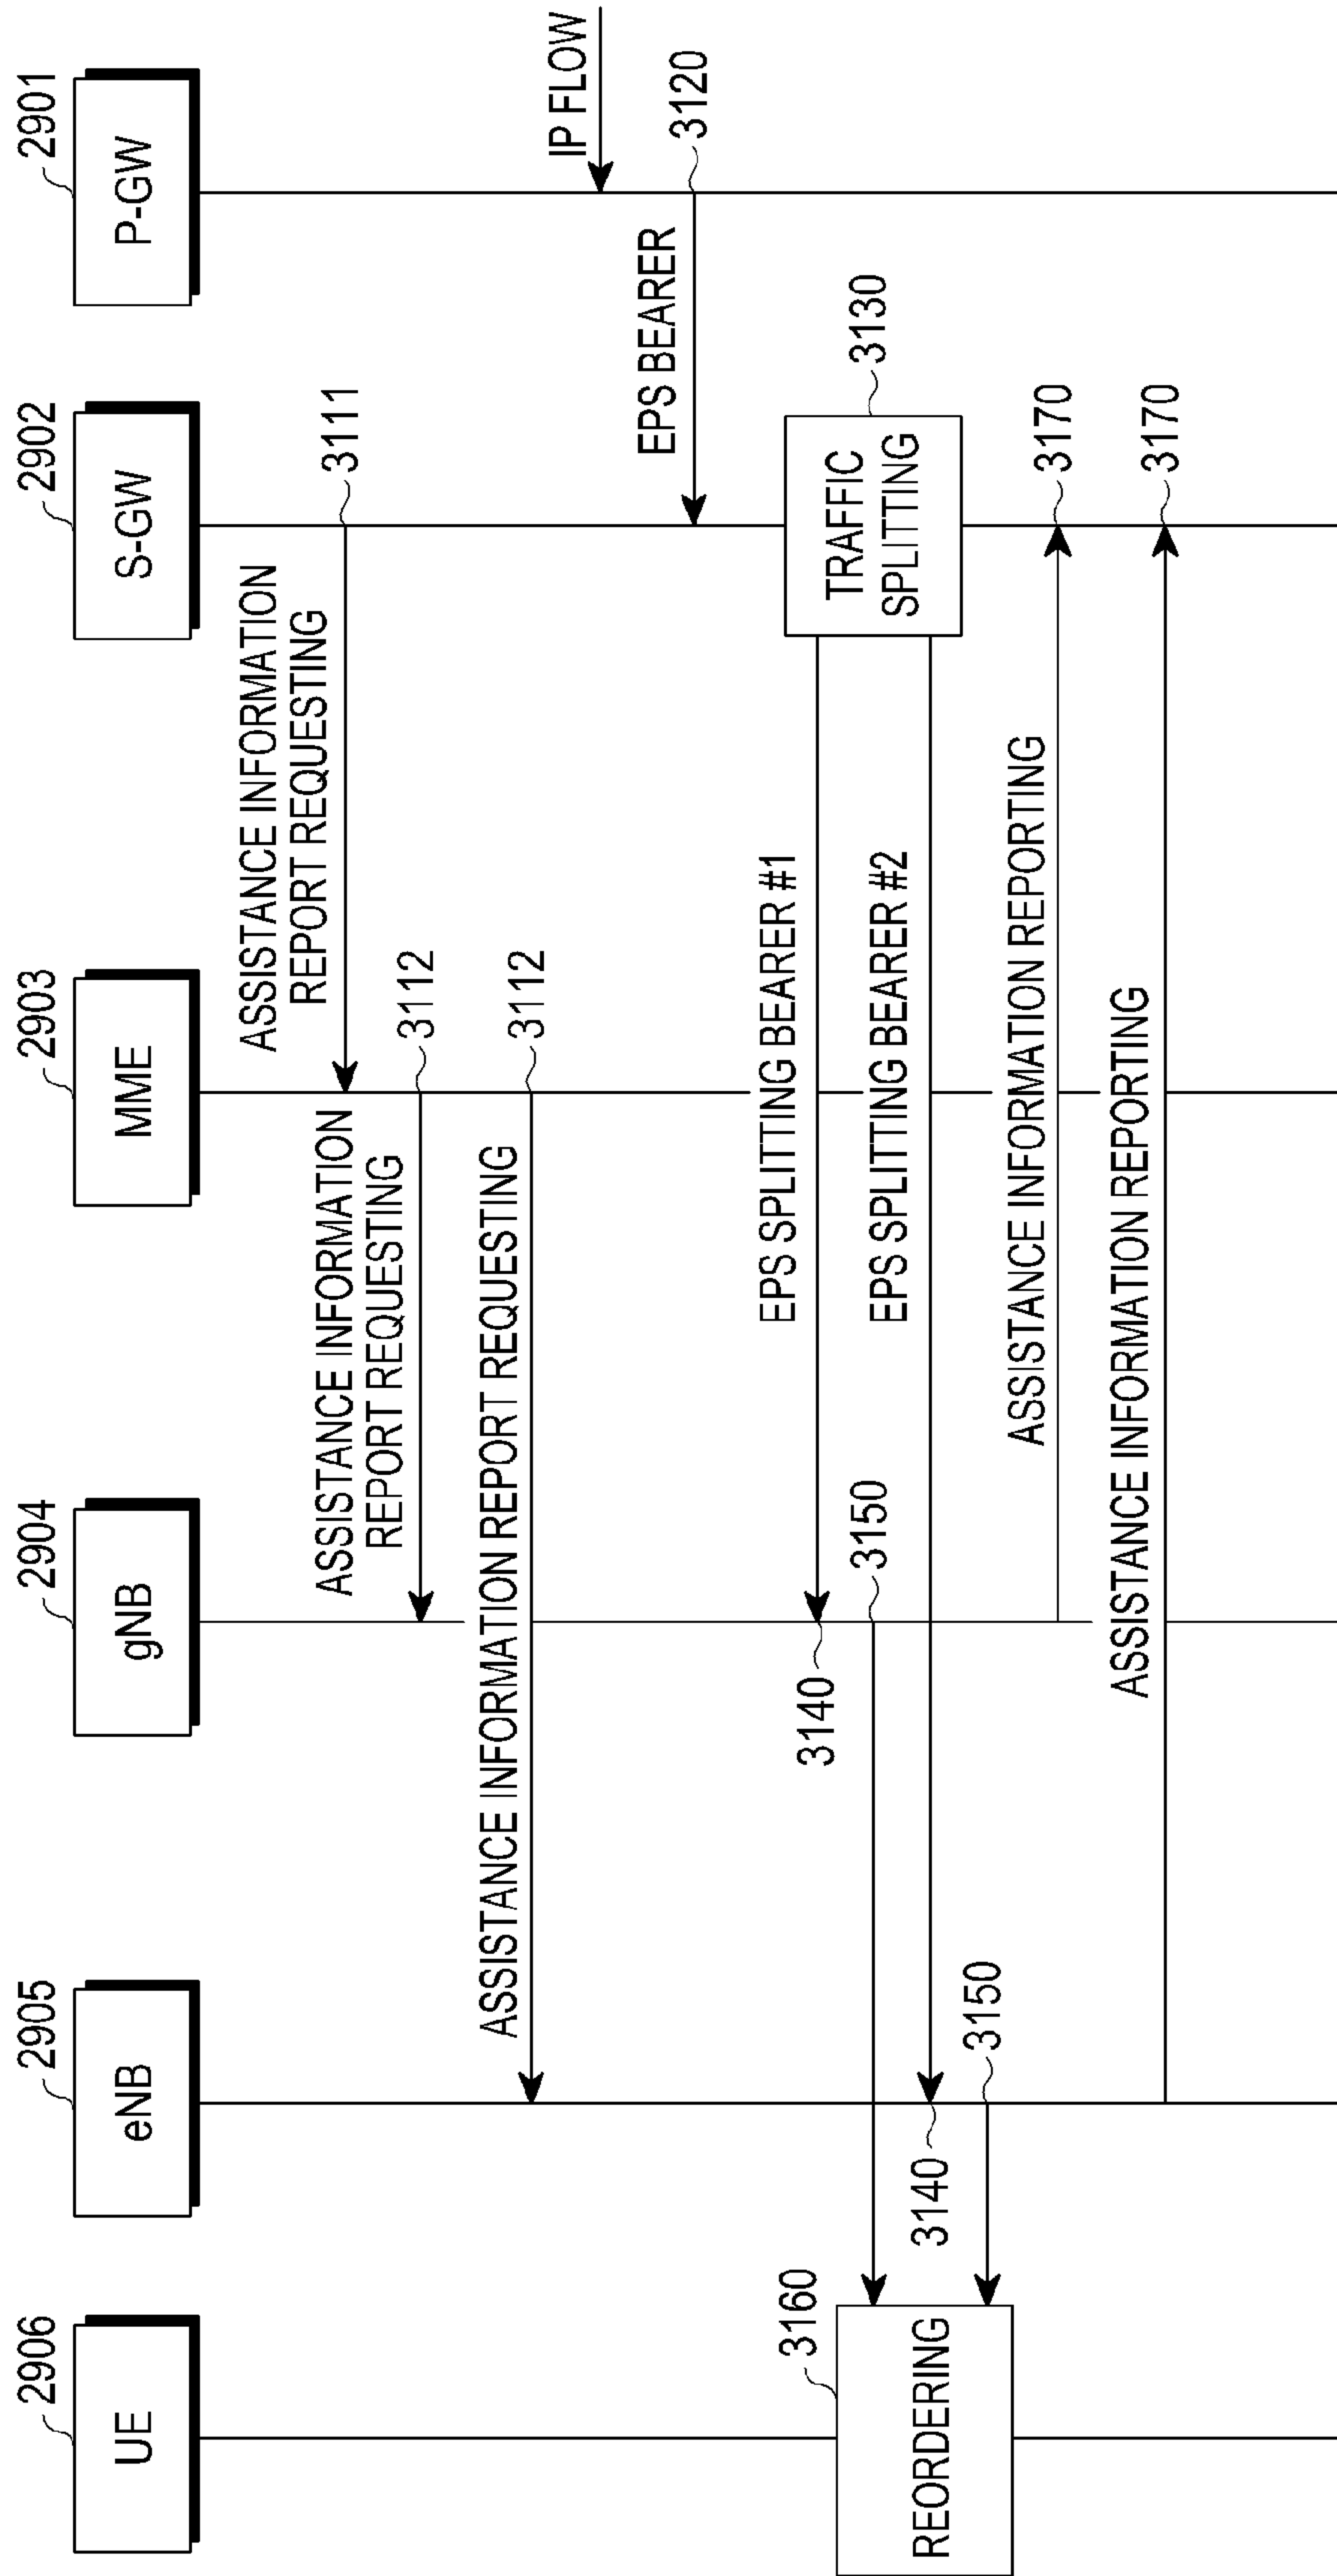 2906
UE
2905
eNB
2904
gNB
2903
MME
2902
S-GW
2901
P-GW
ASSISTANCE INFORMATION
REPORT REQUESTING
3111
ASSISTANCE INFORMATION
REPORT REQUESTING
3112
ASSISTANCE INFORMATION REPORT REQUESTING
3112
IP FLOW
EPS BEARER
3120
TRAFFIC
SPLITTING
3130
EPS SPLITTING BEARER #1
3140
3150
EPS SPLITTING BEARER #2
3140
3150
3160
REORDERING
ASSISTANCE INFORMATION REPORTING
3170
ASSISTANCE INFORMATION REPORTING
3170